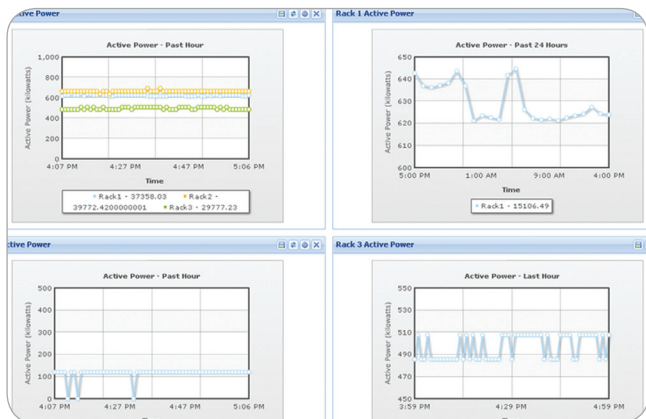 Active Power
Active Power - Past Hour
Active Power (kilowatts)
1,000
800
600
400
200
0
4:07 PM 4:27 PM 4:47 PM 5:06 PM
Time
Rack1 - 37358.03 Rack2 -
39772.4200000001 Rack3 - 29777.23
Rack 1 Active Power
Active Power - Past 24 Hours
Active Power (kilowatts)
650
640
630
620
610
600
5:00 PM 1:00 AM 9:00 AM 4:00 PM
Time
Rack1 - 15106.49
Active Power
Active Power - Past Hour
Active Power (kilowatts)
500
400
300
200
100
0
4:07 PM 4:27 PM 4:47 PM 5:06 PM
Rack 3 Active Power
Active Power - Last Hour
Active Power (kilowatts)
550
530
510
490
470
450
3:59 PM 4:29 PM 4:59 PM